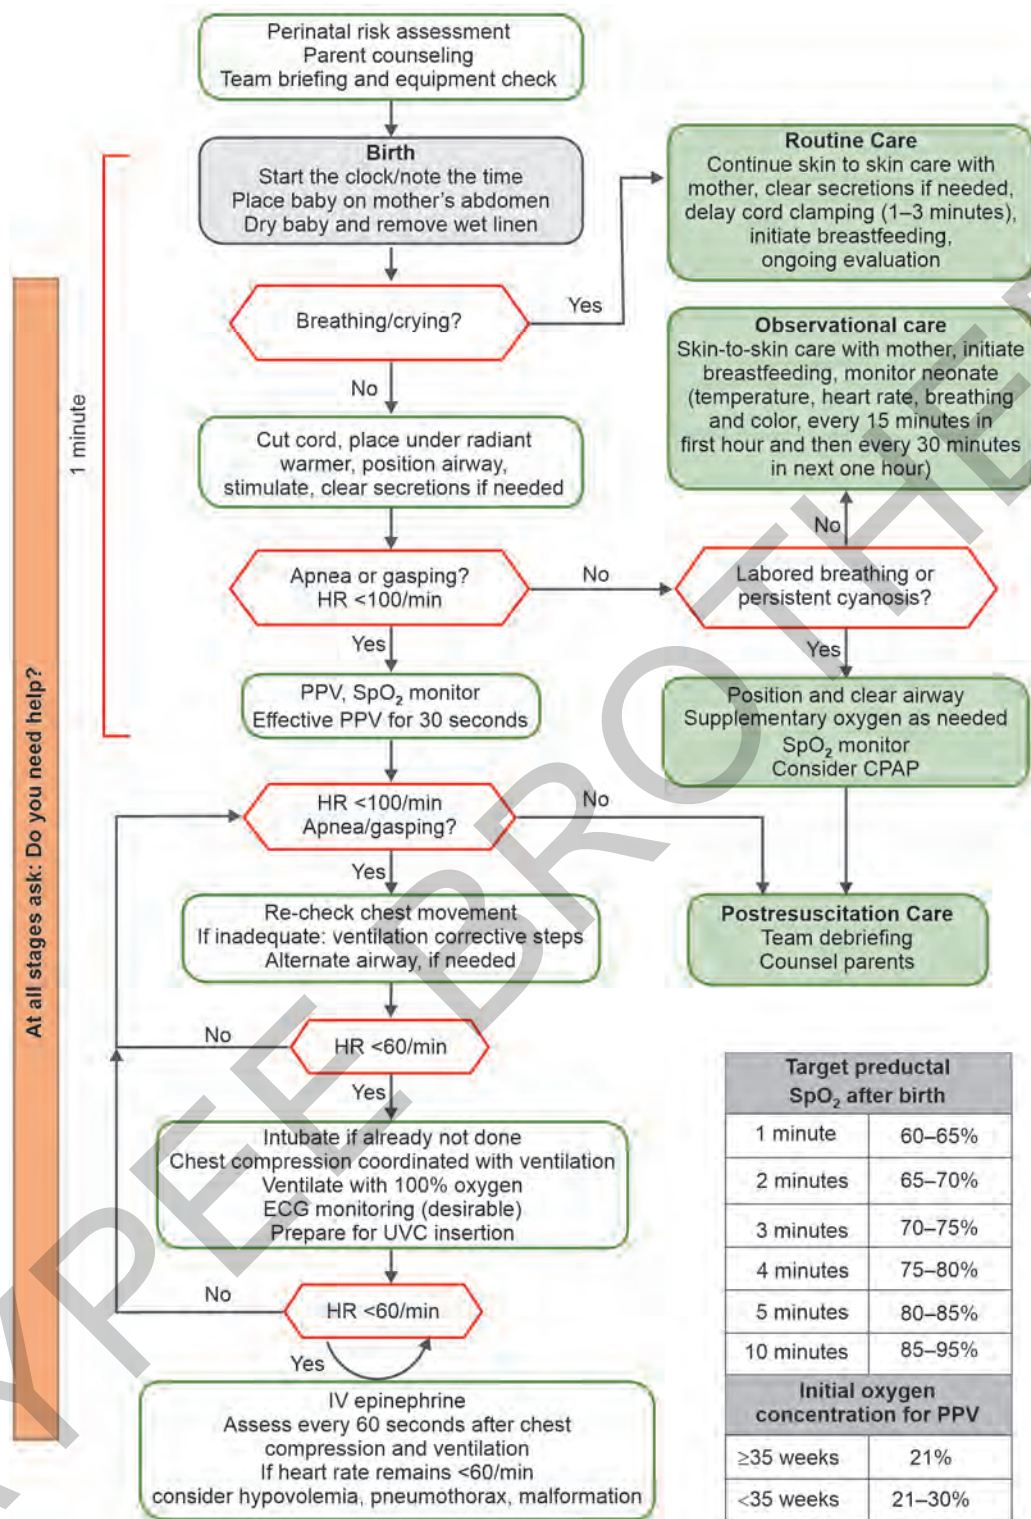 Perinatal risk assessment
Parent counseling
Team briefing and equipment check
Birth
Start the clock/note the time
Place baby on mother's abdomen
Dry baby and remove wet linen
Routine Care
Continue skin to skin care with
mother, clear secretions if needed,
delay cord clamping (1–3 minutes),
initiate breastfeeding,
ongoing evaluation
Breathing/crying?
Yes
No
Observational care
Skin-to-skin care with mother, initiate
breastfeeding, monitor neonate
(temperature, heart rate, breathing
and color, every 15 minutes in
first hour and then every 30 minutes
in next one hour)
1 minute
Cut cord, place under radiant
warmer, position airway,
stimulate, clear secretions if needed
No
Apnea or gasping?
HR <100/min
No
Labored breathing or
persistent cyanosis?
Yes
Yes
PPV, SpO₂ monitor
Effective PPV for 30 seconds
Position and clear airway
Supplementary oxygen as needed
SpO₂ monitor
Consider CPAP
At all stages ask: Do you need help?
HR <100/min
Apnea/gasping?
No
Yes
Re-check chest movement
If inadequate: ventilation corrective steps
Alternate airway, if needed
Postresuscitation Care
Team debriefing
Counsel parents
No
HR <60/min
Yes
Intubate if already not done
Chest compression coordinated with ventilation
Ventilate with 100% oxygen
ECG monitoring (desirable)
Prepare for UVC insertion
No
HR <60/min
Yes
IV epinephrine
Assess every 60 seconds after chest
compression and ventilation
If heart rate remains <60/min
consider hypovolemia, pneumothorax, malformation
Target preductal
SpO₂ after birth
1 minute 60–65%
2 minutes 65–70%
3 minutes 70–75%
4 minutes 75–80%
5 minutes 80–85%
10 minutes 85–95%
Initial oxygen
concentration for PPV
≥35 weeks 21%
<35 weeks 21–30%